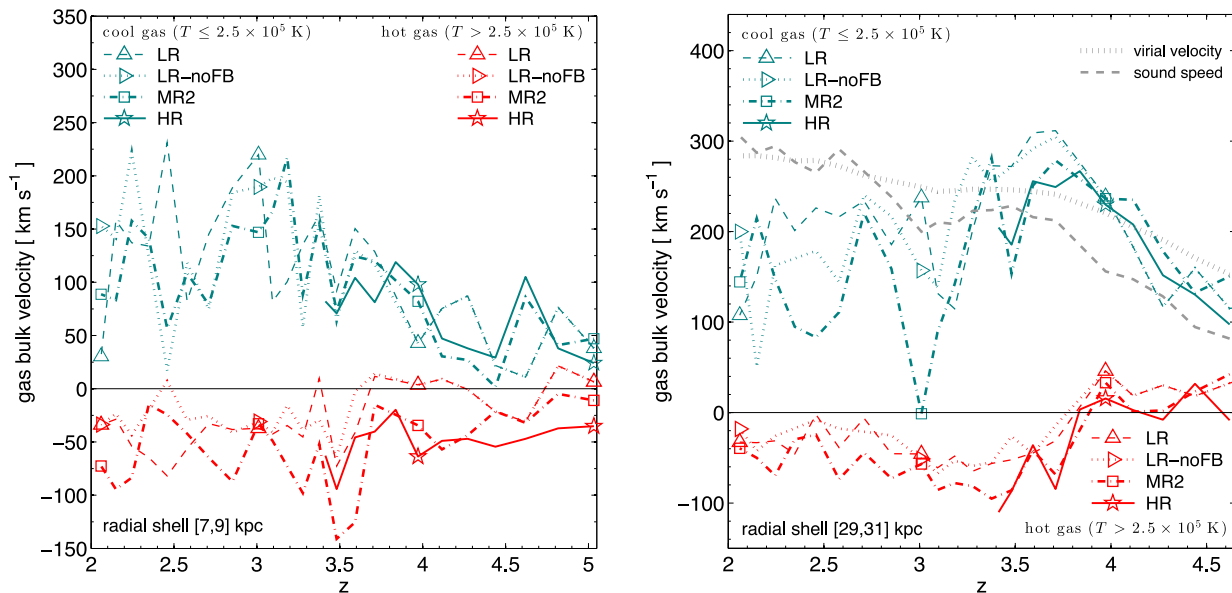 350
300
250
200
150
100
50
0
−50
−100
−150
gas bulk velocity [ km s⁻¹ ]
cool gas (T ≤ 2.5 × 10⁵ K)
LR
LR−noFB
MR2
HR
hot gas (T > 2.5 × 10⁵ K)
LR
LR−noFB
MR2
HR
radial shell [7,9] kpc
2 2.5 3 3.5 4 4.5 5
z
400
300
200
100
0
−100
gas bulk velocity [ km s⁻¹ ]
cool gas (T ≤ 2.5 × 10⁵ K)
LR
LR−noFB
MR2
HR
virial velocity
sound speed
LR
LR−noFB
MR2
HR
radial shell [29,31] kpc
hot gas (T > 2.5 × 10⁵ K)
2 2.5 3 3.5 4 4.5
z